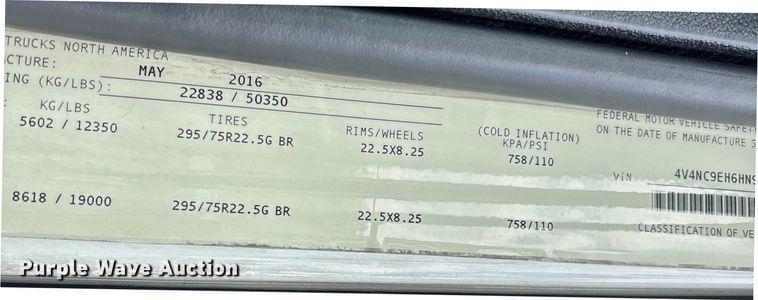 TRUCKS NORTH AMERICA
CTURE: MAY 2016
ING (KG/LBS): 22838 / 50350
KG/LBS TIRES RIMS/WHEELS (COLD INFLATION) KPA/PSI
5602 / 12350 295/75R22.5G BR 22.5X8.25 758/110
8618 / 19000 295/75R22.5G BR 22.5X8.25 758/110
FEDERAL MOTOR VEHICLE SAFETY
ON THE DATE OF MANUFACTURE S
VIN 4V4NC9EH6HN9
CLASSIFICATION OF VE
Purple Wave Auction